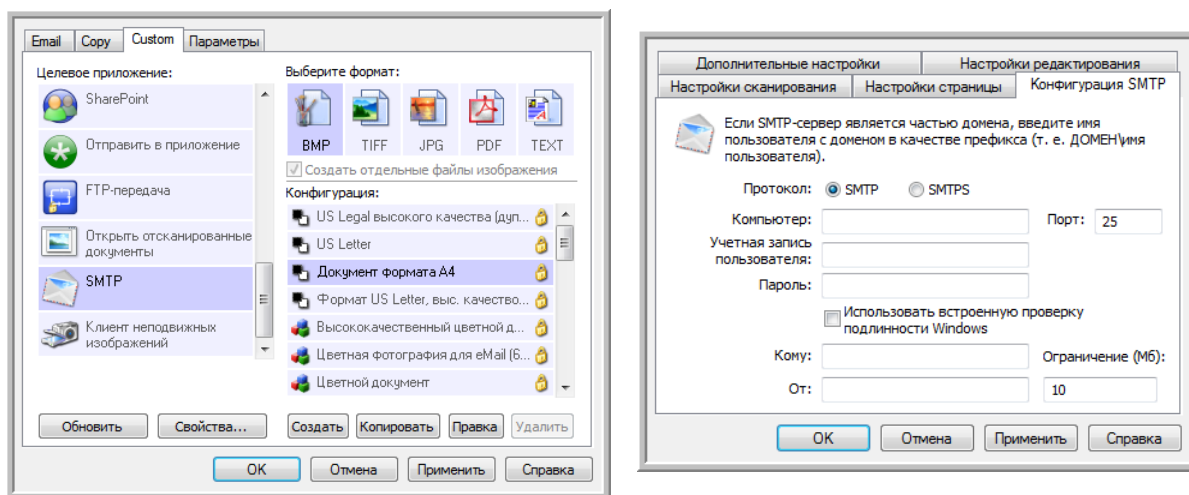 Email
Copy
Custom
Параметры
Целевое приложение:
SharePoint
Отправить в приложение
FTP-передача
Открыть отсканированные
документы
SMTP
Клиент неподвижных
изображений
Обновить
Свойства...
Выберите формат:
BMP
TIFF
JPG
PDF
TEXT
Создать отдельные файлы изображения
Конфигурация:
US Legal высокого качества (дуп...
US Letter
Документ формата A4
Формат US Letter, выс. качество...
Высококачественный цветной д...
Цветная фотография для eMail (6...
Цветной документ
Создать
Копировать
Правка
Удалить
OK
Отмена
Применить
Справка
Дополнительные настройки
Настройки редактирования
Настройки сканирования
Настройки страницы
Конфигурация SMTP
Если SMTP-сервер является частью домена, введите имя
пользователя с доменом в качестве префикса (т. е. ДОМЕН\имя
пользователя).
Протокол:
SMTP
SMTPS
Компьютер:
Порт: 25
Учетная запись
пользователя:
Пароль:
Использовать встроенную проверку
подлинности Windows
Кому:
Ограничение (Мб):
От:
10
OK
Отмена
Применить
Справка